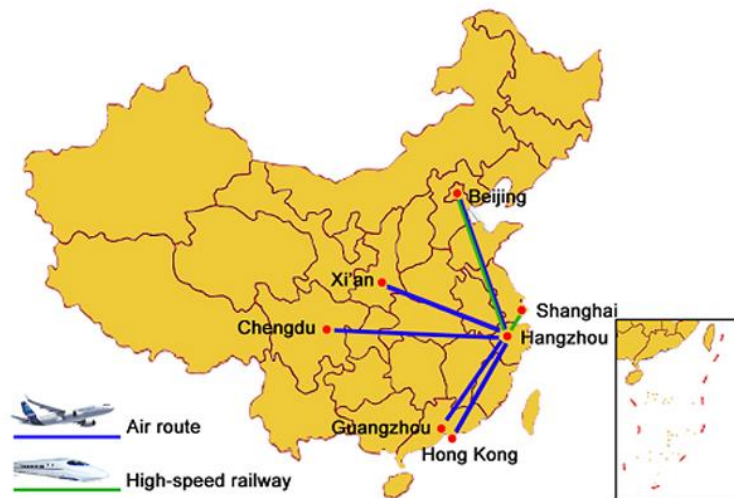 Beijing
Xi'an
Shanghai
Chengdu
Hangzhou
Guangzhou
Hong Kong
Air route
High-speed railway